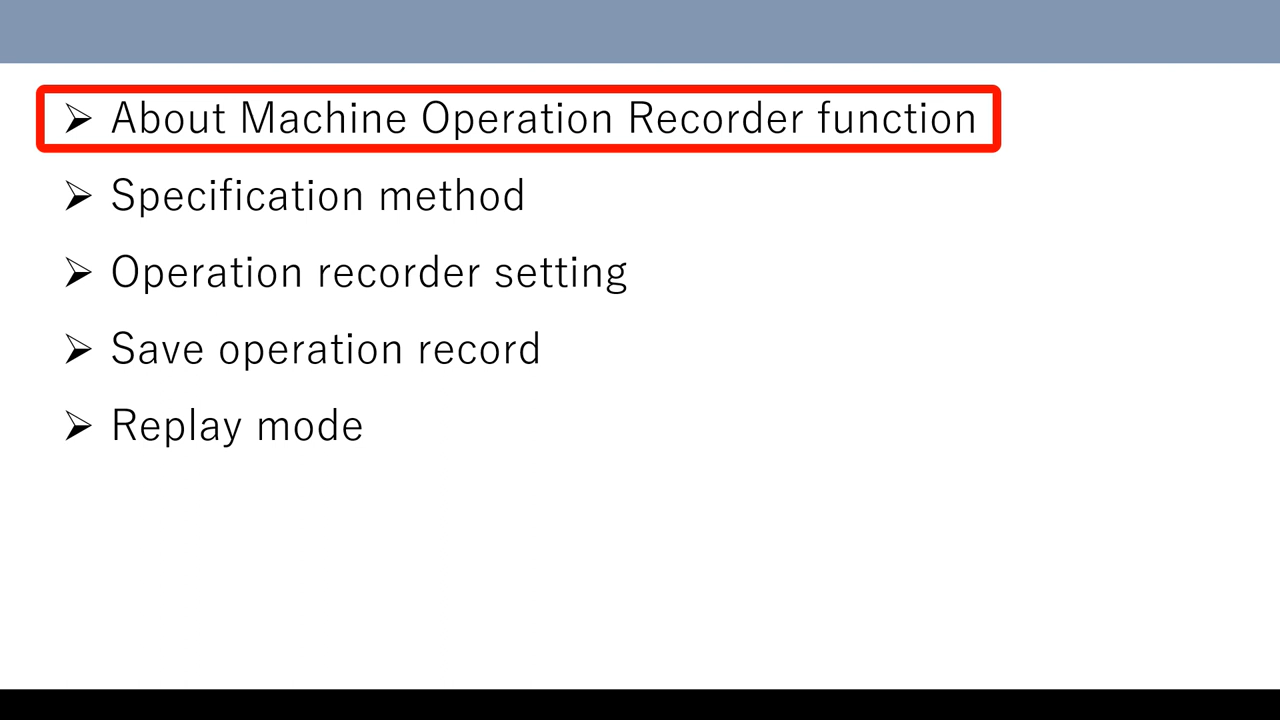 About Machine Operation Recorder function
Specification method
Operation recorder setting
Save operation record
Replay mode